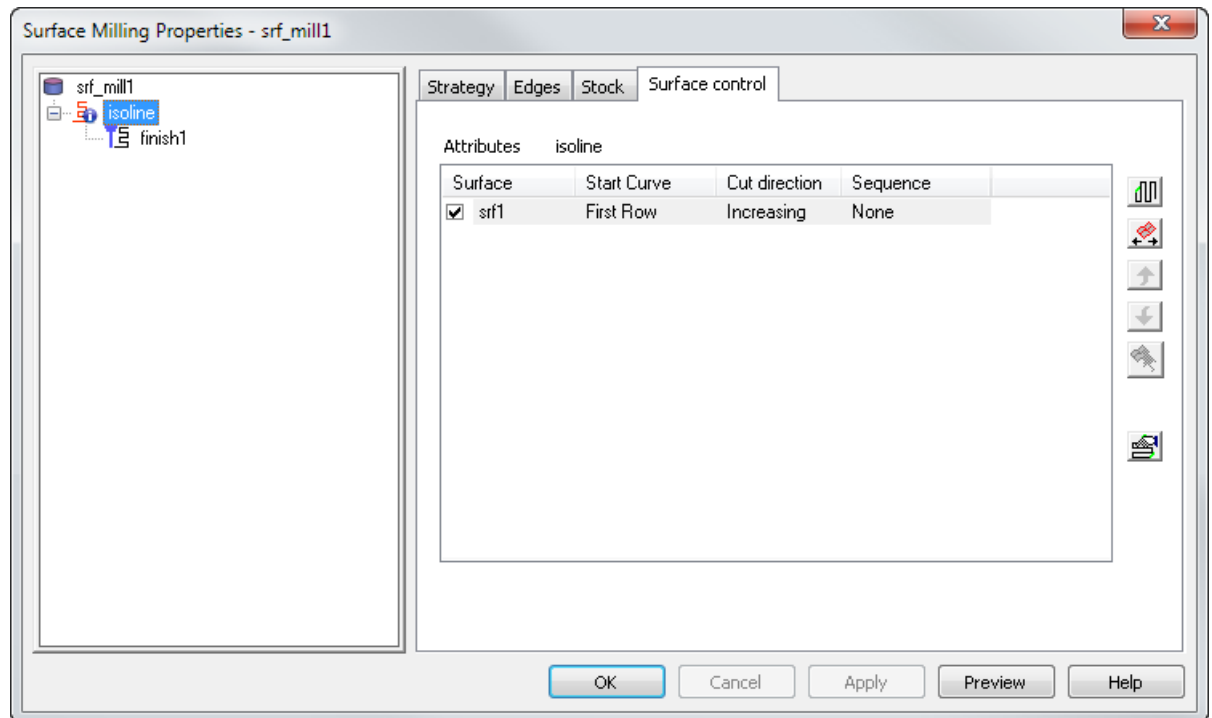 Surface Milling Properties - srf_mill1
srf_mill1
isoline
finish1
Strategy Edges Stock Surface control
Attributes isoline
Surface Start Curve Cut direction Sequence
srf1 First Row Increasing None
OK Cancel Apply Preview Help